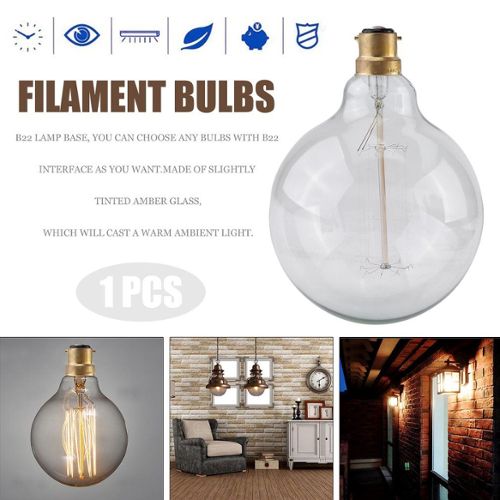 FILAMENT BULBS
B22 LAMP BASE, YOU CAN CHOOSE ANY BULBS WITH B22
INTERFACE AS YOU WANT.MADE OF SLIGHTLY
TINTED AMBER GLASS,
WHICH WILL CAST A WARM AMBIENT LIGHT.
1 PCS